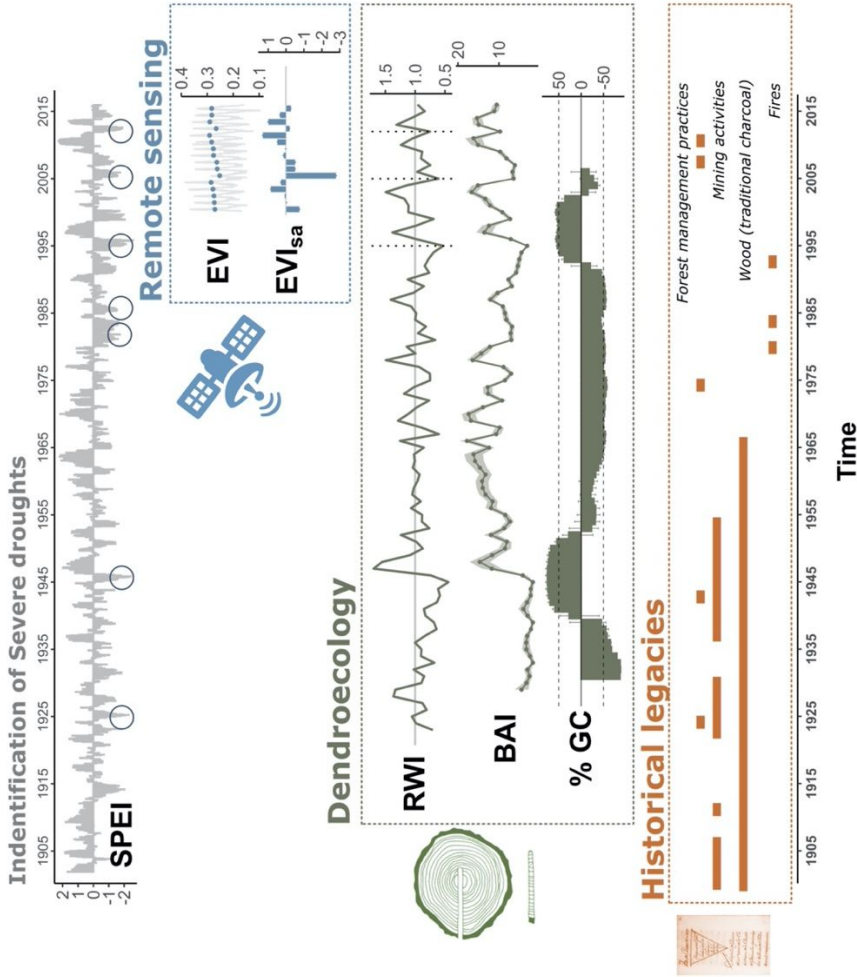 Indentification of Severe droughts
2
1
0
-1
-2
SPEI
1905 1915 1925 1935 1945 1955 1965 1975 1985 1995 2005 2015
Remote sensing
EVI
0.4
0.3
0.2
0.1
EVIsa
1
0
-1
-3
Dendroecology
RWI
1.5
1.0
0.5
BAI
20
10
% GC
50
0
-50
Historical legacies
Forest management practices
Mining activities
Wood (traditional charcoal)
Fires
1905 1915 1925 1935 1945 1955 1965 1975 1985 1995 2005 2015
Time